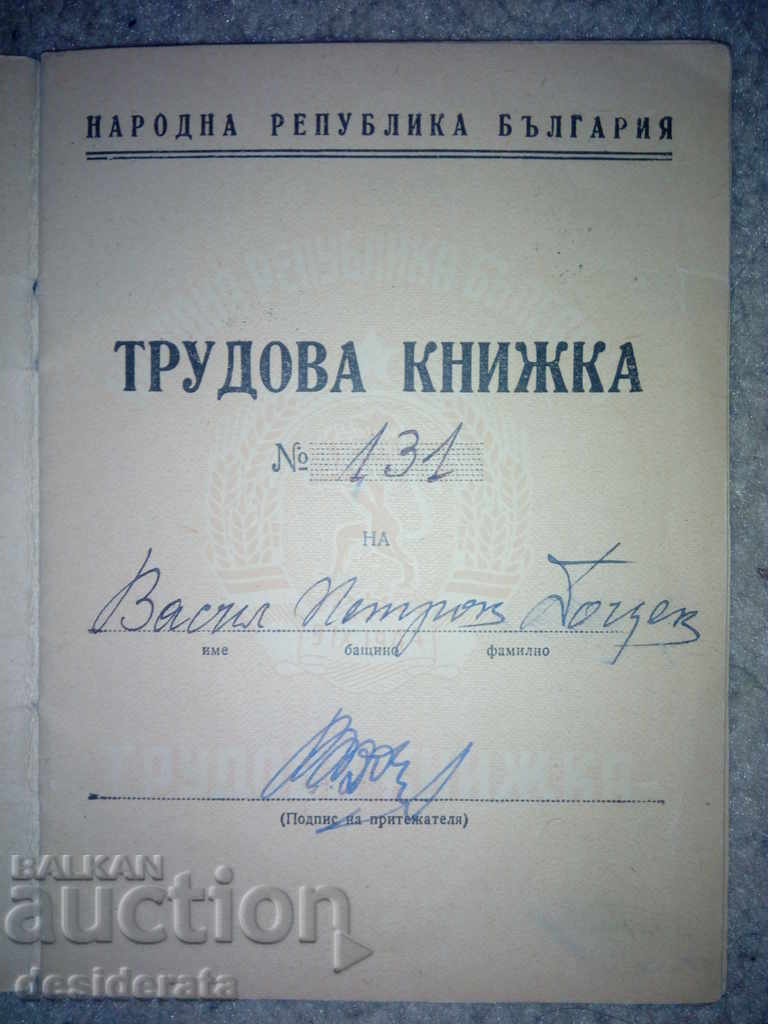 НАРОДНА РЕПУБЛИКА БЪЛГАРИЯ
ТРУДОВА КНИЖКА
№ 131
НА
Васил Петров
име бащино фамилно
(Подпис на притежателя)
BALKAN
auction
desiderata